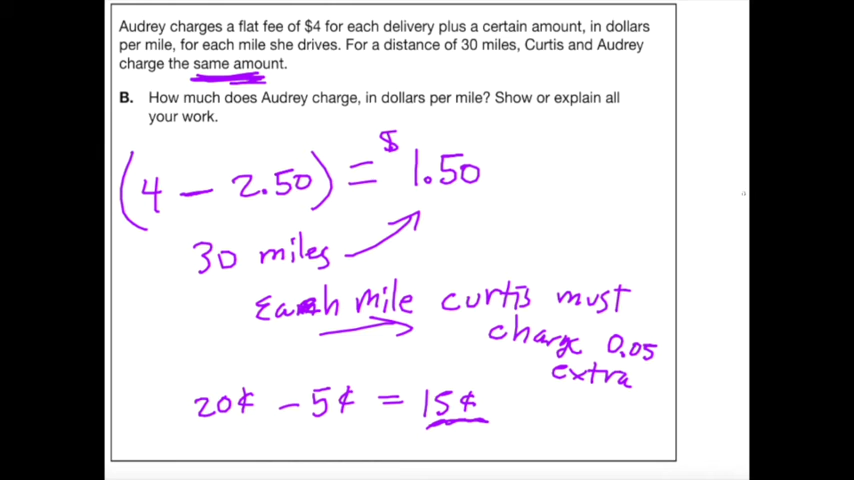 Audrey charges a flat fee of $4 for each delivery plus a certain amount, in dollars
per mile, for each mile she drives. For a distance of 30 miles, Curtis and Audrey
charge the same amount.
B. How much does Audrey charge, in dollars per mile? Show or explain all
your work.
(4 - 2.50) = $1.50
30 miles
Each mile curtis must
charge 0.05
extra
20¢ - 5¢ = 15¢